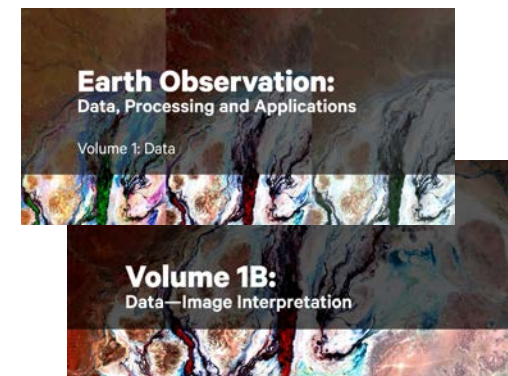 Earth Observation:
Data, Processing and Applications
Volume 1: Data
Volume 1B:
Data—Image Interpretation